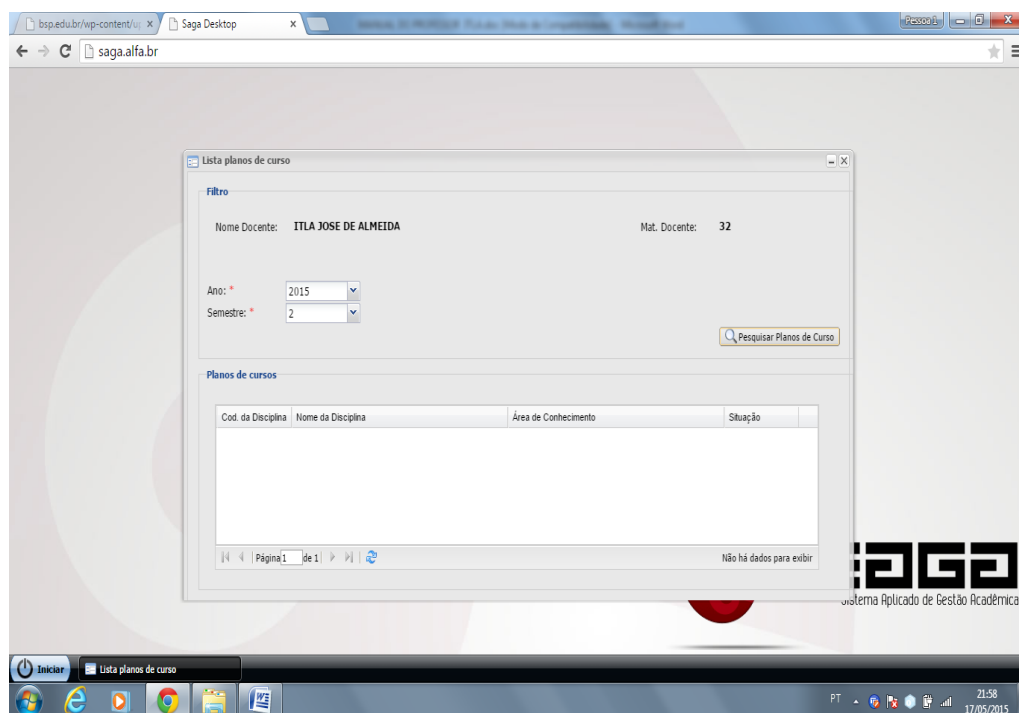 bsp.edu.br/wp-content/up x Saga Desktop x Pessoa 1
saga.alfa.br
Lista planos de curso
Filtro
Nome Docente: ITLA JOSE DE ALMEIDA Mat. Docente: 32
Ano: * 2015
Semestre: * 2
Pesquisar Planos de Curso
Planos de cursos
Cod. da Disciplina Nome da Disciplina Área de Conhecimento Situação
Página 1 de 1 Não há dados para exibir
saga
Sistema Aplicado de Gestão Acadêmica
Iniciar Lista planos de curso
PT 21:58
17/05/2015